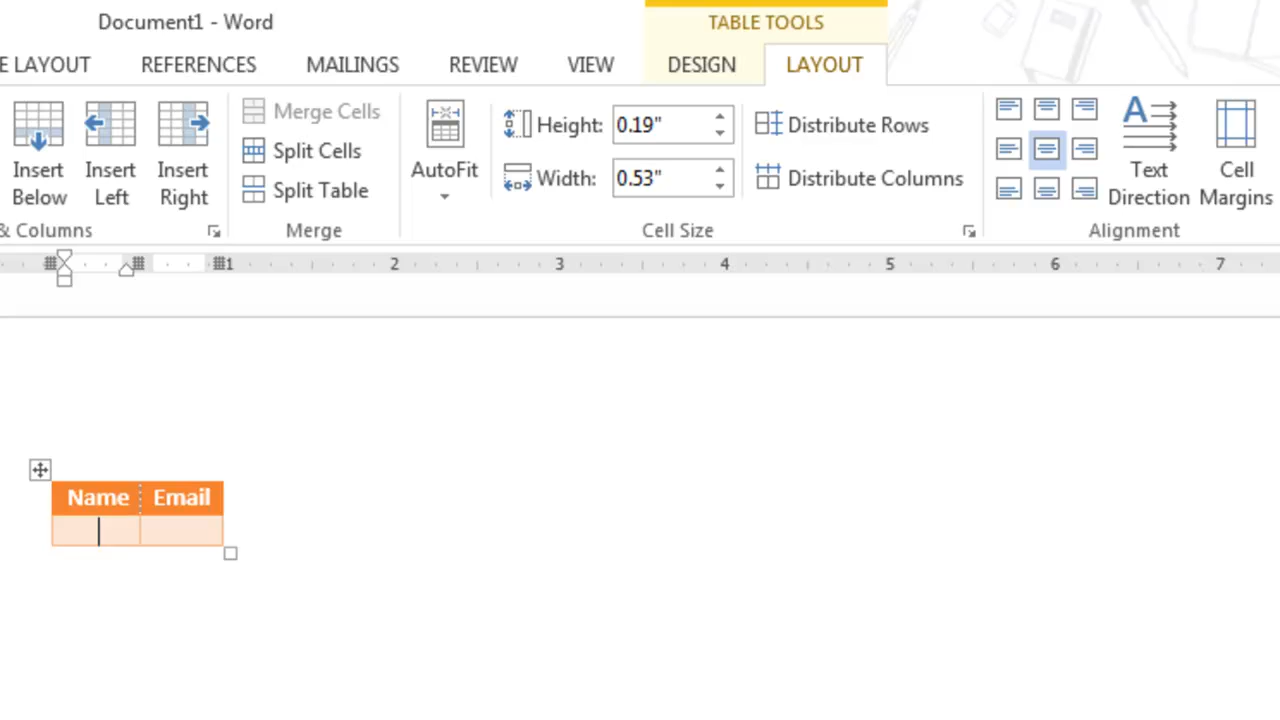 Document1 - Word
TABLE TOOLS
E LAYOUT REFERENCES MAILINGS REVIEW VIEW DESIGN LAYOUT
Insert Below
Insert Left
Insert Right
& Columns
Merge Cells
Split Cells
Split Table
Merge
AutoFit
Height: 0.19"
Width: 0.53"
Distribute Rows
Distribute Columns
Cell Size
Text Direction
Cell Margins
Alignment
1 2 3 4 5 6 7
Name Email